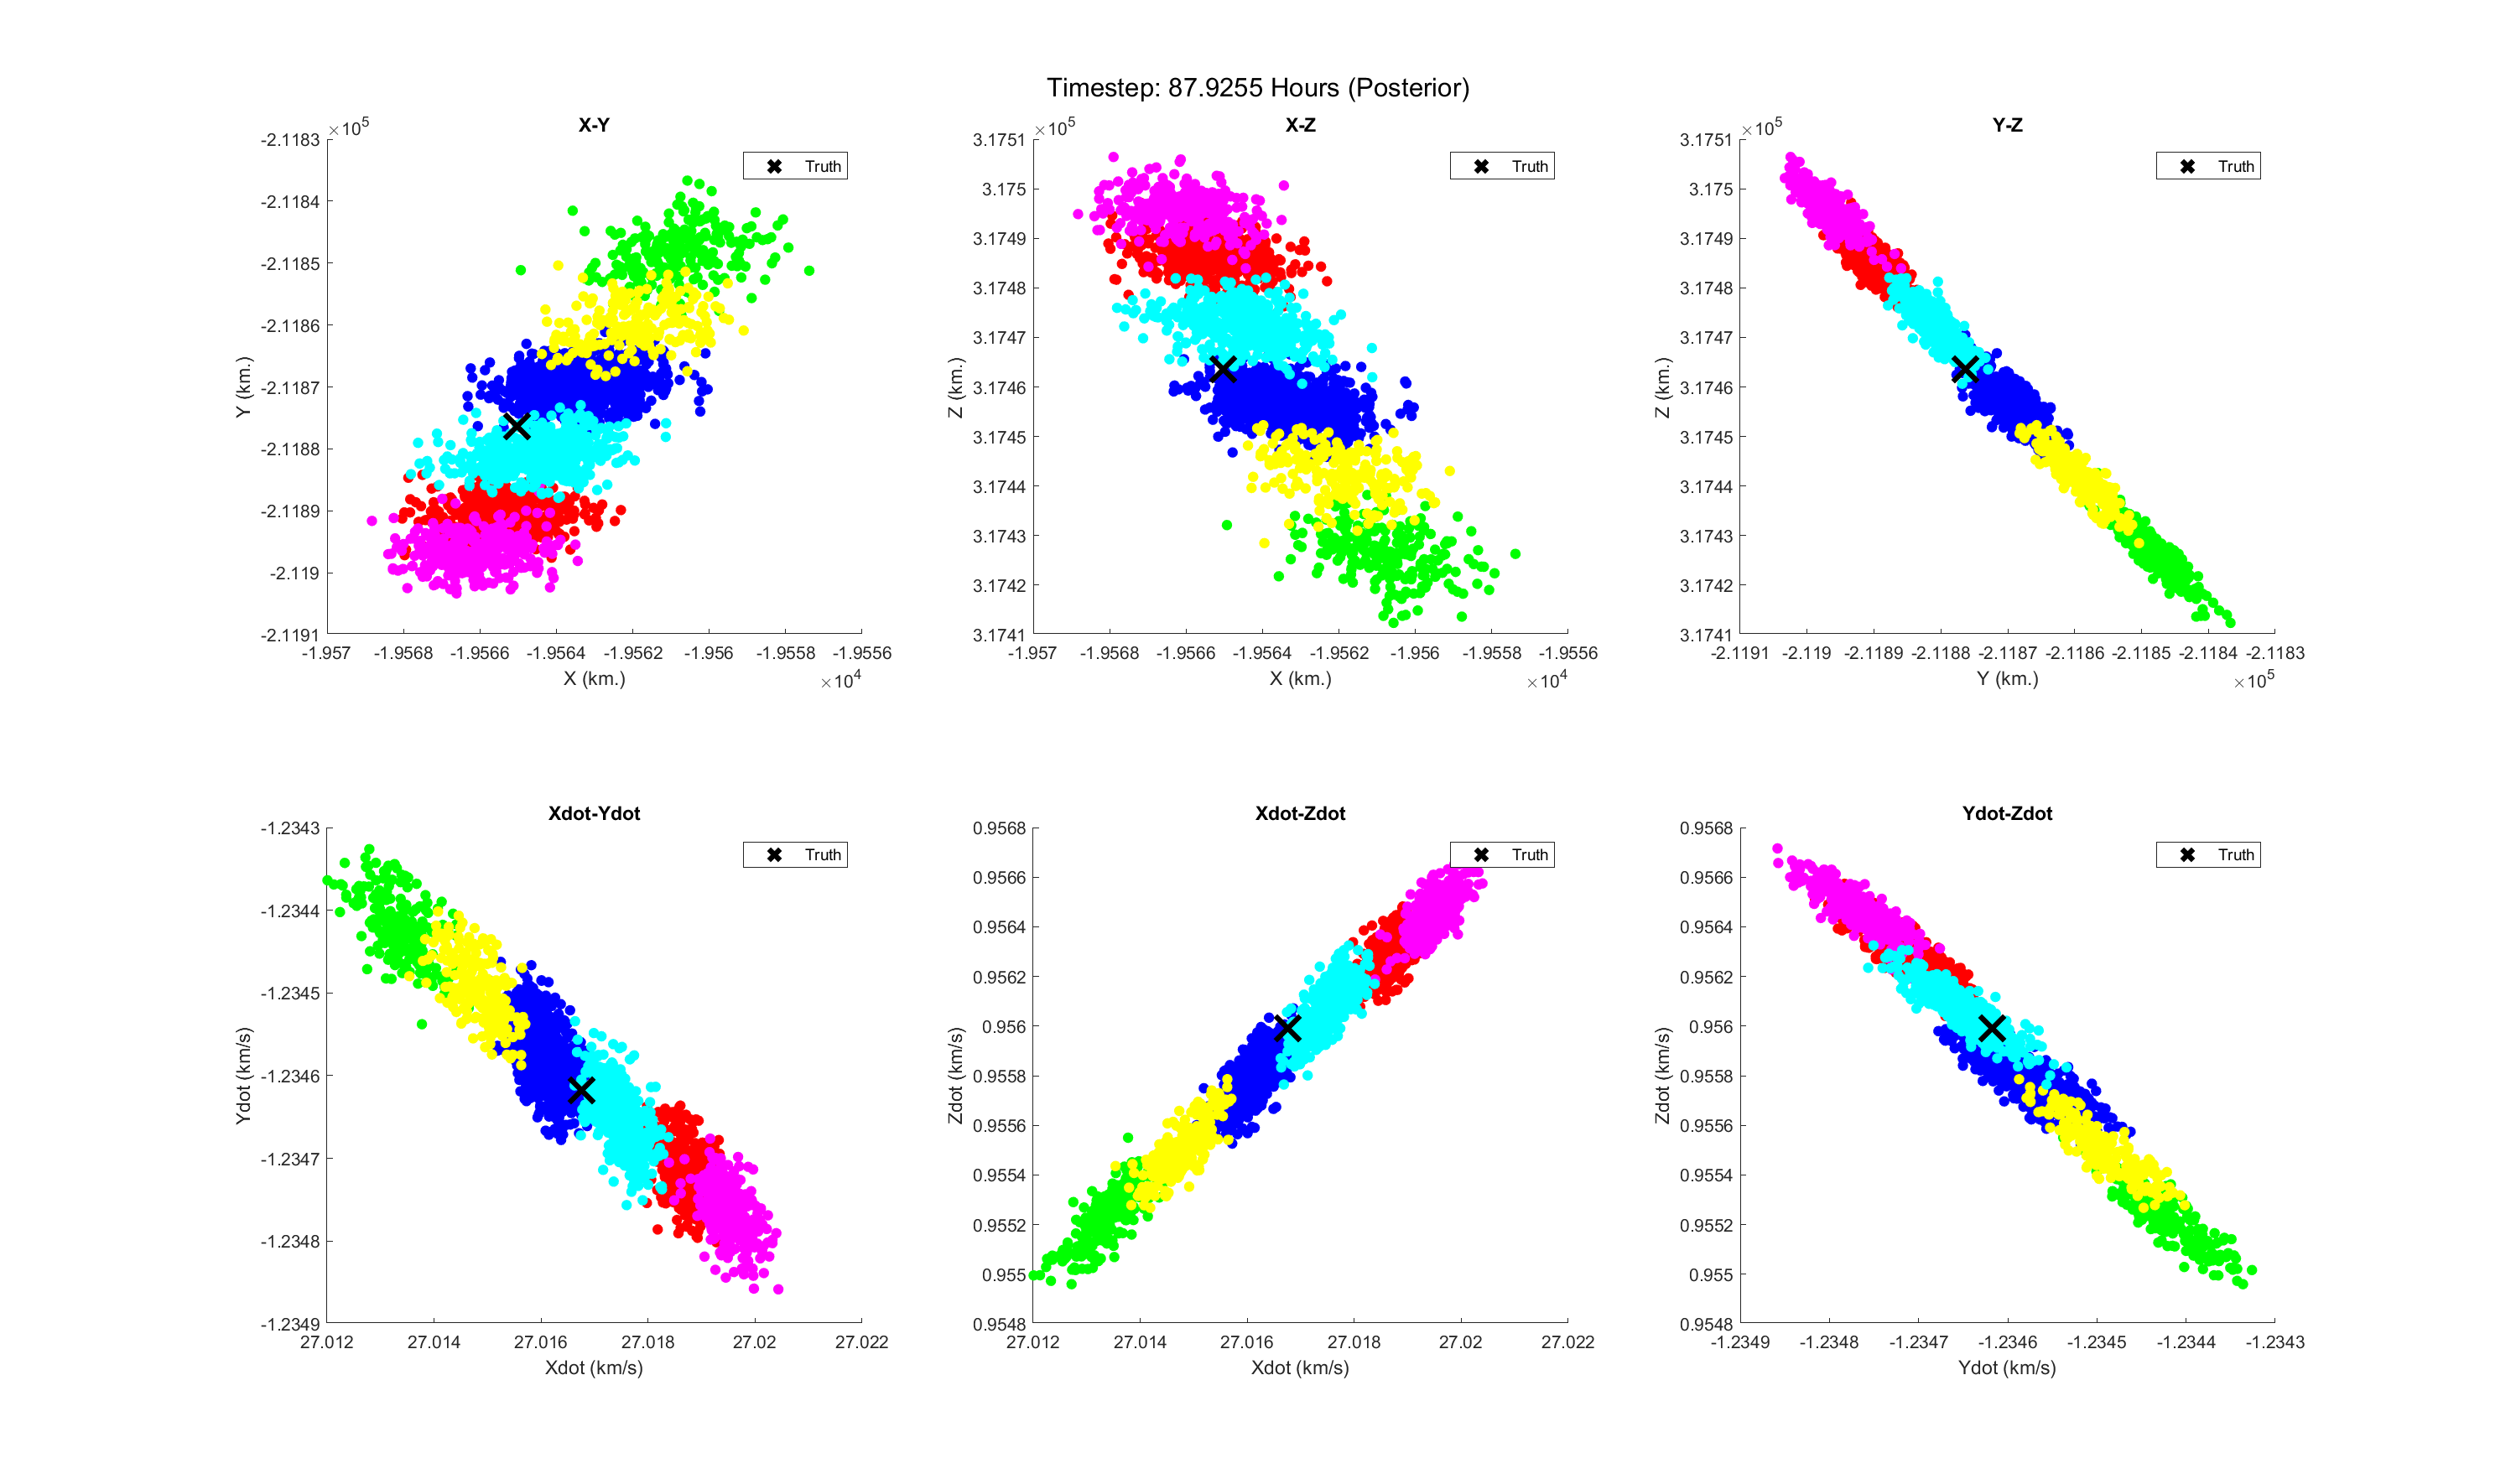 Timestep: 87.9255 Hours (Posterior)
X-Y
×10^5
-2.1183
-2.1184
-2.1185
-2.1186
-2.1187
-2.1188
-2.1189
-2.119
-2.1191
Y (km.)
Truth
-1.957 -1.9568 -1.9566 -1.9564 -1.9562 -1.956 -1.9558 -1.9556
X (km.)
×10^4
X-Z
×10^5
3.1751
3.175
3.1749
3.1748
3.1747
3.1746
3.1745
3.1744
3.1743
3.1742
3.1741
Z (km.)
Truth
-1.957 -1.9568 -1.9566 -1.9564 -1.9562 -1.956 -1.9558 -1.9556
X (km.)
×10^4
Y-Z
×10^5
3.1751
3.175
3.1749
3.1748
3.1747
3.1746
3.1745
3.1744
3.1743
3.1742
3.1741
Z (km.)
Truth
-2.1191 -2.119 -2.1189 -2.1188 -2.1187 -2.1186 -2.1185 -2.1184 -2.1183
Y (km.)
×10^5
Xdot-Ydot
-1.2343
-1.2344
-1.2345
-1.2346
-1.2347
-1.2348
-1.2349
Ydot (km/s)
Truth
27.012 27.014 27.016 27.018 27.02 27.022
Xdot (km/s)
Xdot-Zdot
0.9568
0.9566
0.9564
0.9562
0.956
0.9558
0.9556
0.9554
0.9552
0.955
0.9548
Zdot (km/s)
Truth
27.012 27.014 27.016 27.018 27.02 27.022
Xdot (km/s)
Ydot-Zdot
0.9568
0.9566
0.9564
0.9562
0.956
0.9558
0.9556
0.9554
0.9552
0.955
0.9548
Zdot (km/s)
Truth
-1.2349 -1.2348 -1.2347 -1.2346 -1.2345 -1.2344 -1.2343
Ydot (km/s)